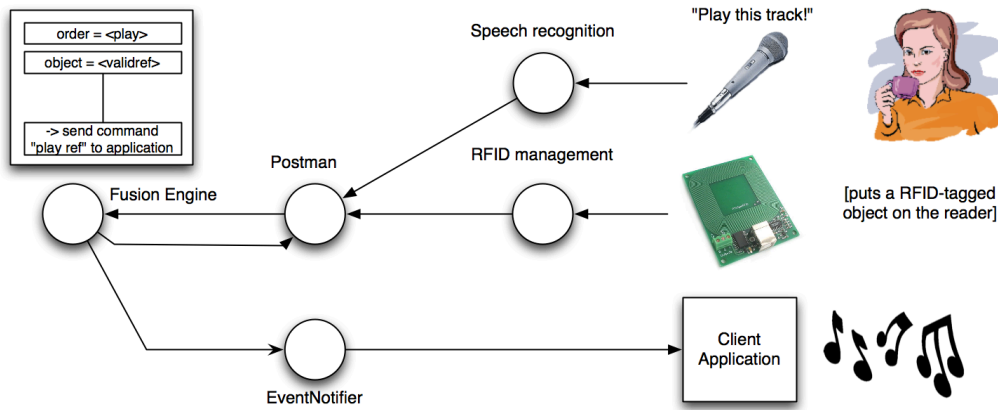 order = <play>
object = <validref>
-> send command
"play ref" to application
Speech recognition
"Play this track!"
Postman
RFID management
Fusion Engine
[puts a RFID-tagged
object on the reader]
Client
Application
EventNotifier